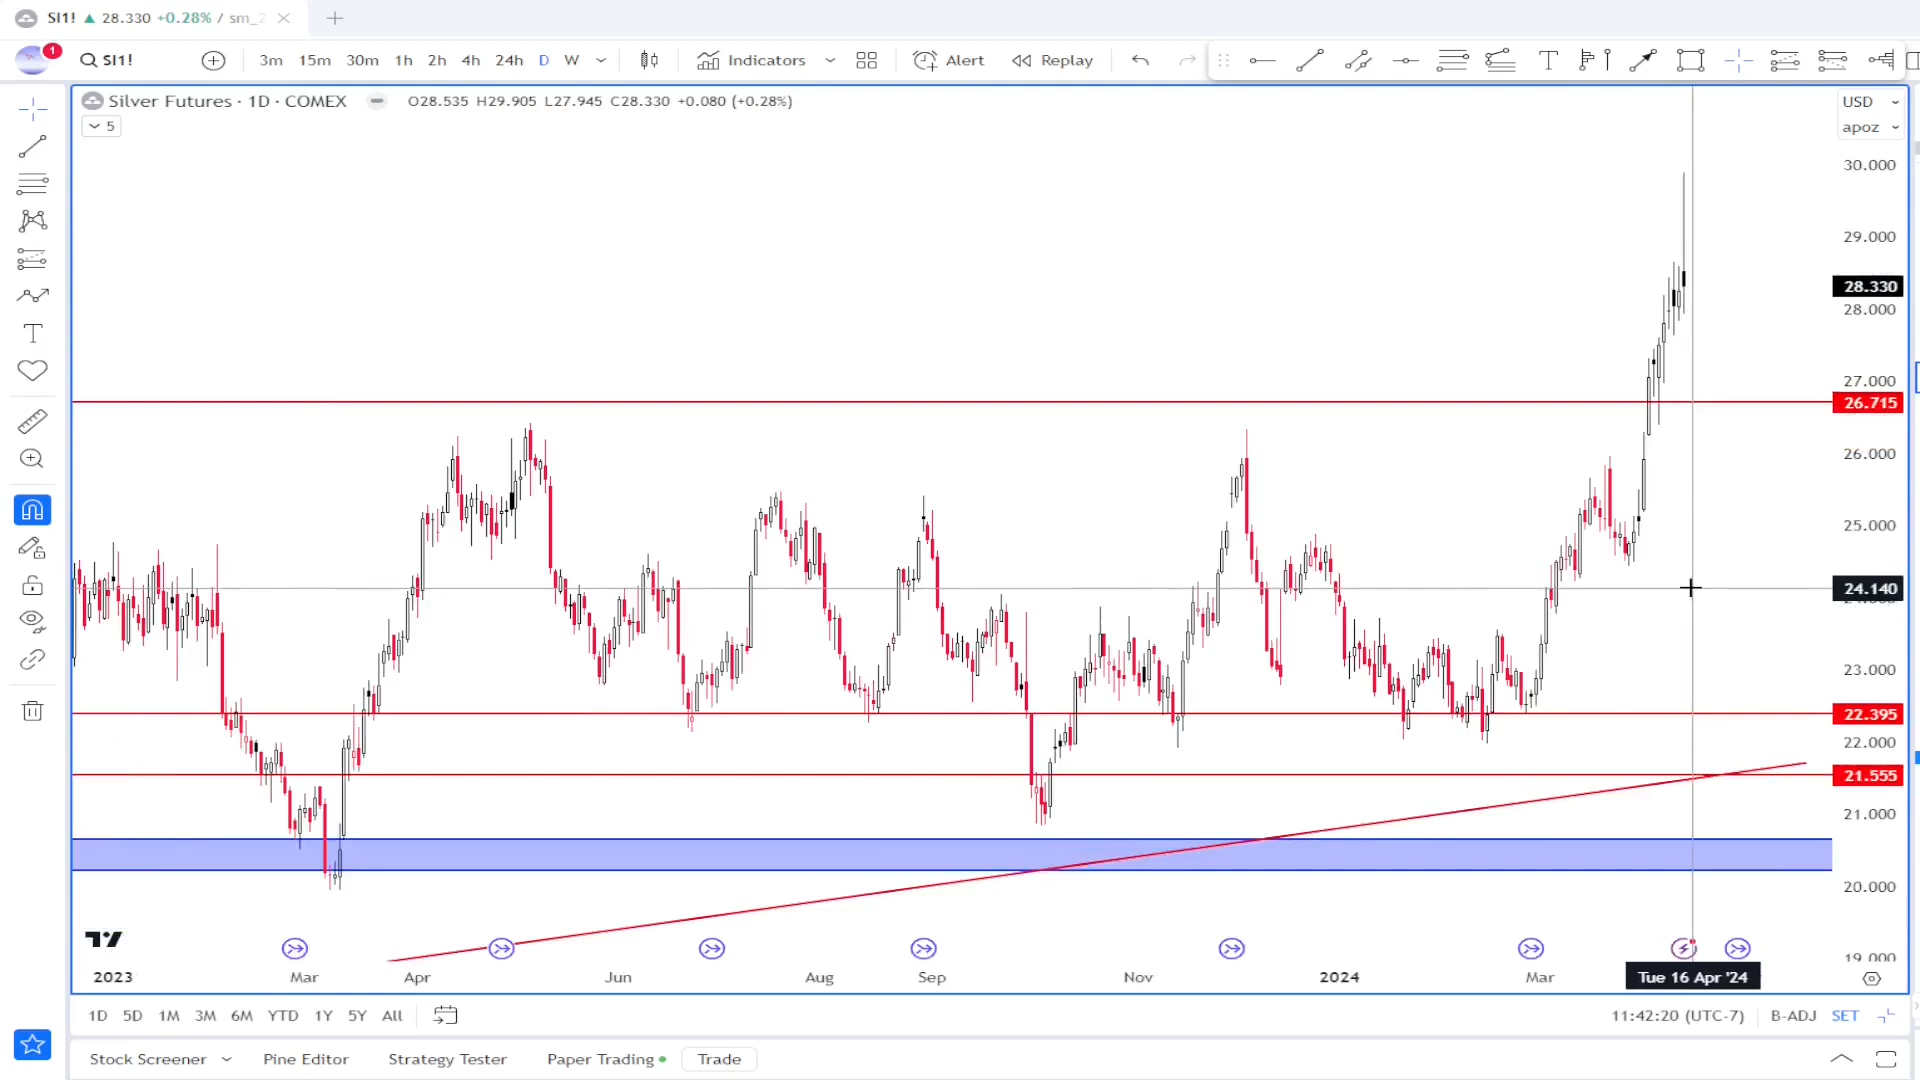 SI1! ▲ 28.330 +0.28% / sm_2
1
SI1! 3m 15m 30m 1h 2h 4h 24h D W Indicators Alert Replay
Silver Futures · 1D · COMEX O28.535 H29.905 L27.945 C28.330 +0.080 (+0.28%)
5
USD
apoz
30.000
29.000
28.330
28.000
27.000
26.715
26.000
25.000
24.140
23.000
22.395
22.000
21.555
21.000
20.000
19.000
2023 Mar Apr Jun Aug Sep Nov 2024 Mar Tue 16 Apr '24
1D 5D 1M 3M 6M YTD 1Y 5Y All 11:42:20 (UTC-7) B-ADJ SET
Stock Screener Pine Editor Strategy Tester Paper Trading Trade